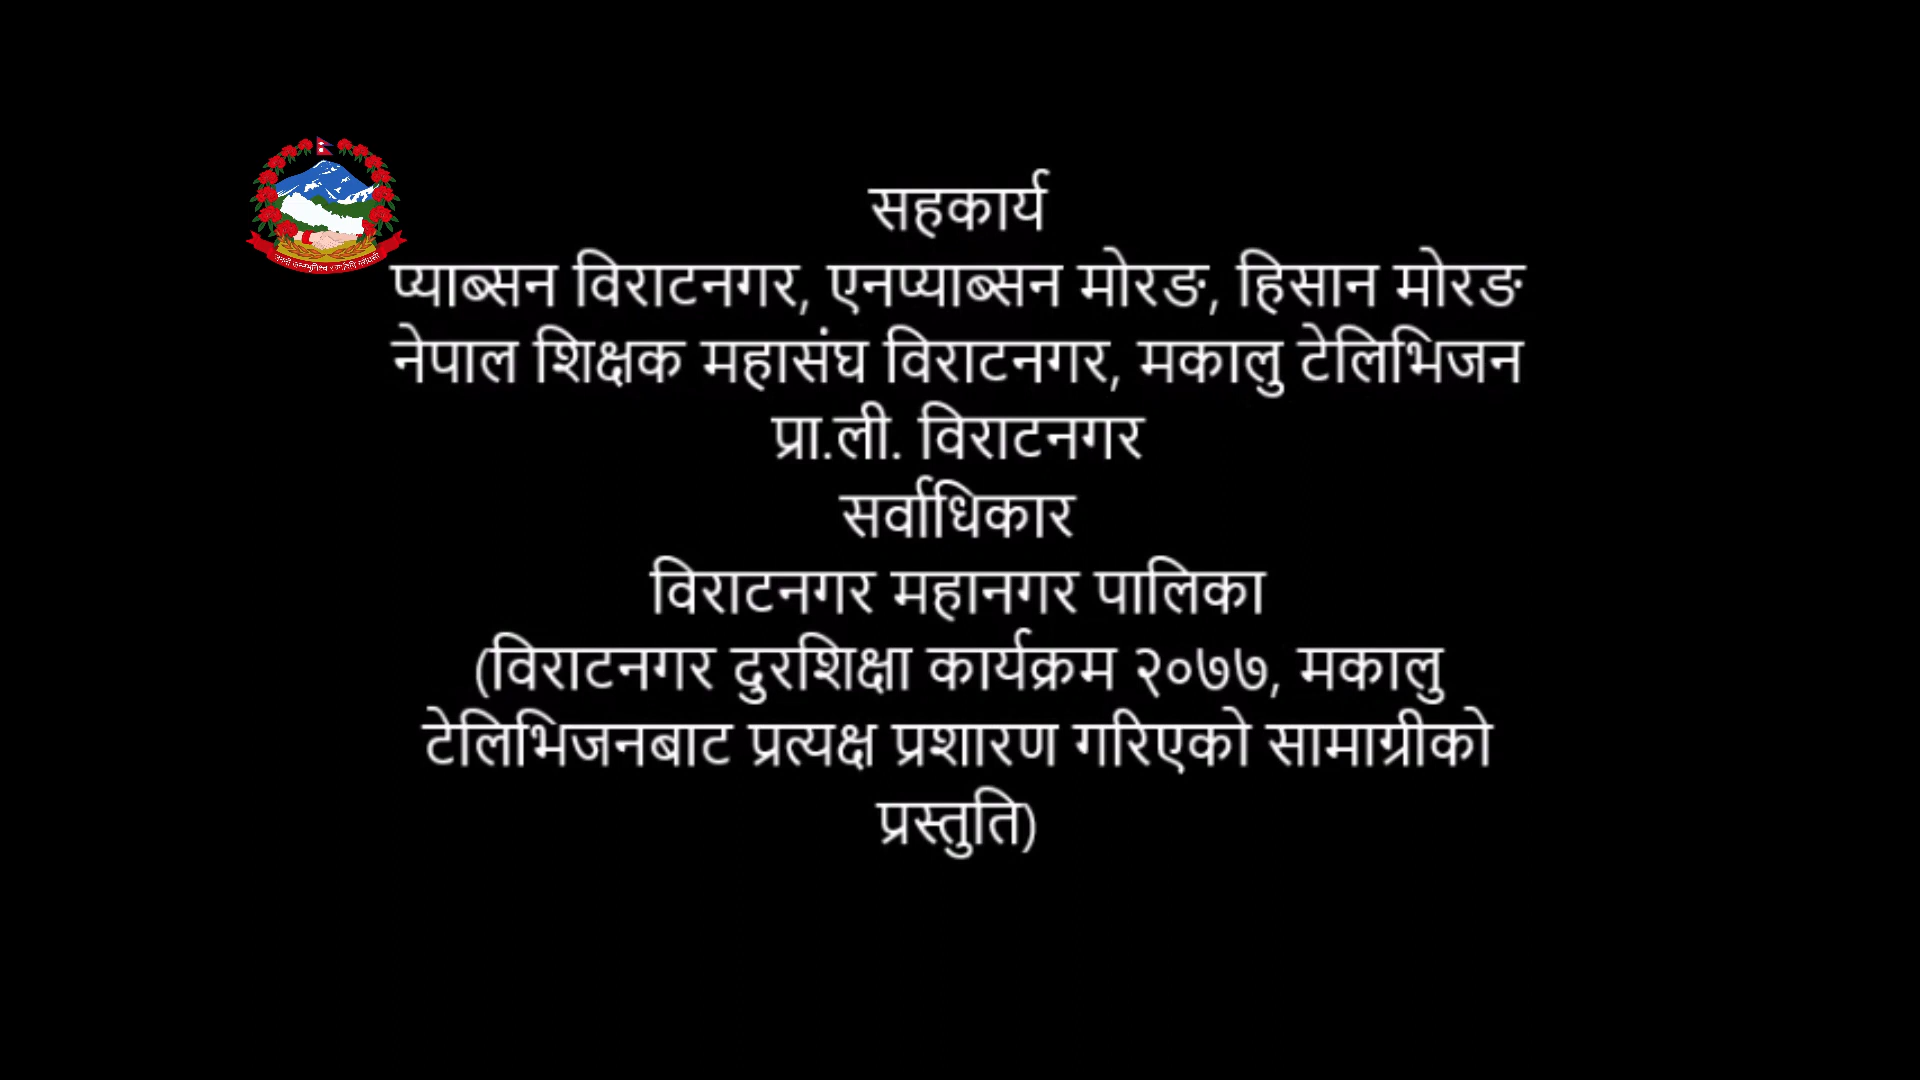 सहकार्य
प्याब्सन विराटनगर, एनप्याब्सन मोरङ, हिसान मोरङ
नेपाल शिक्षक महासंघ विराटनगर, मकालु टेलिभिजन
प्रा.ली. विराटनगर
सर्वाधिकार
विराटनगर महानगर पालिका
(विराटनगर दुरशिक्षा कार्यक्रम २०७७, मकालु
टेलिभिजनबाट प्रत्यक्ष प्रशारण गरिएको सामाग्रीको
प्रस्तुति)